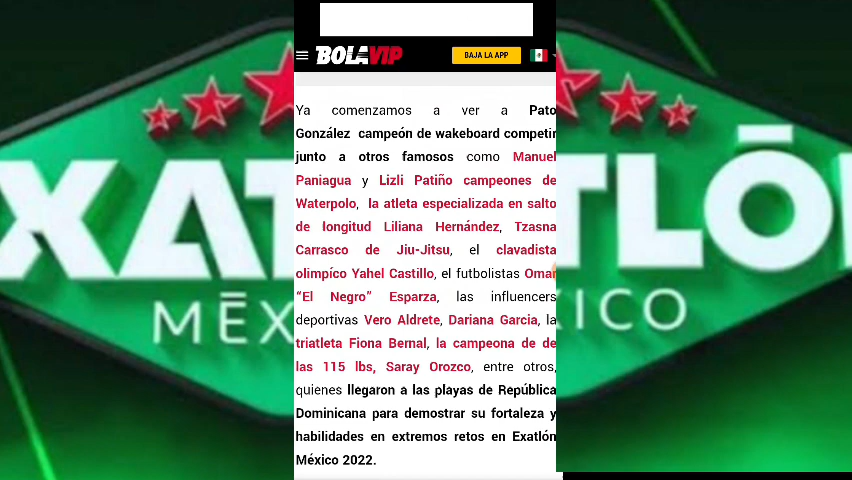 BOLAVIP
BAJA LA APP
Ya comenzamos a ver a Pato
González campeón de wakeboard competir
junto a otros famosos como Manuel
Paniagua y Lizli Patiño campeones de
Waterpolo, la atleta especializada en salto
de longitud Liliana Hernández, Tzasna
Carrasco de Jiu-Jitsu, el clavadista
olimpíco Yahel Castillo, el futbolistas Omar
“El Negro” Esparza, las influencers
deportivas Vero Aldrete, Dariana Garcia, la
triatleta Fiona Bernal, la campeona de de
las 115 lbs, Saray Orozco, entre otros,
quienes llegaron a las playas de República
Dominicana para demostrar su fortaleza y
habilidades en extremos retos en Exatlón
México 2022.
XATLÓ
MĒXICO